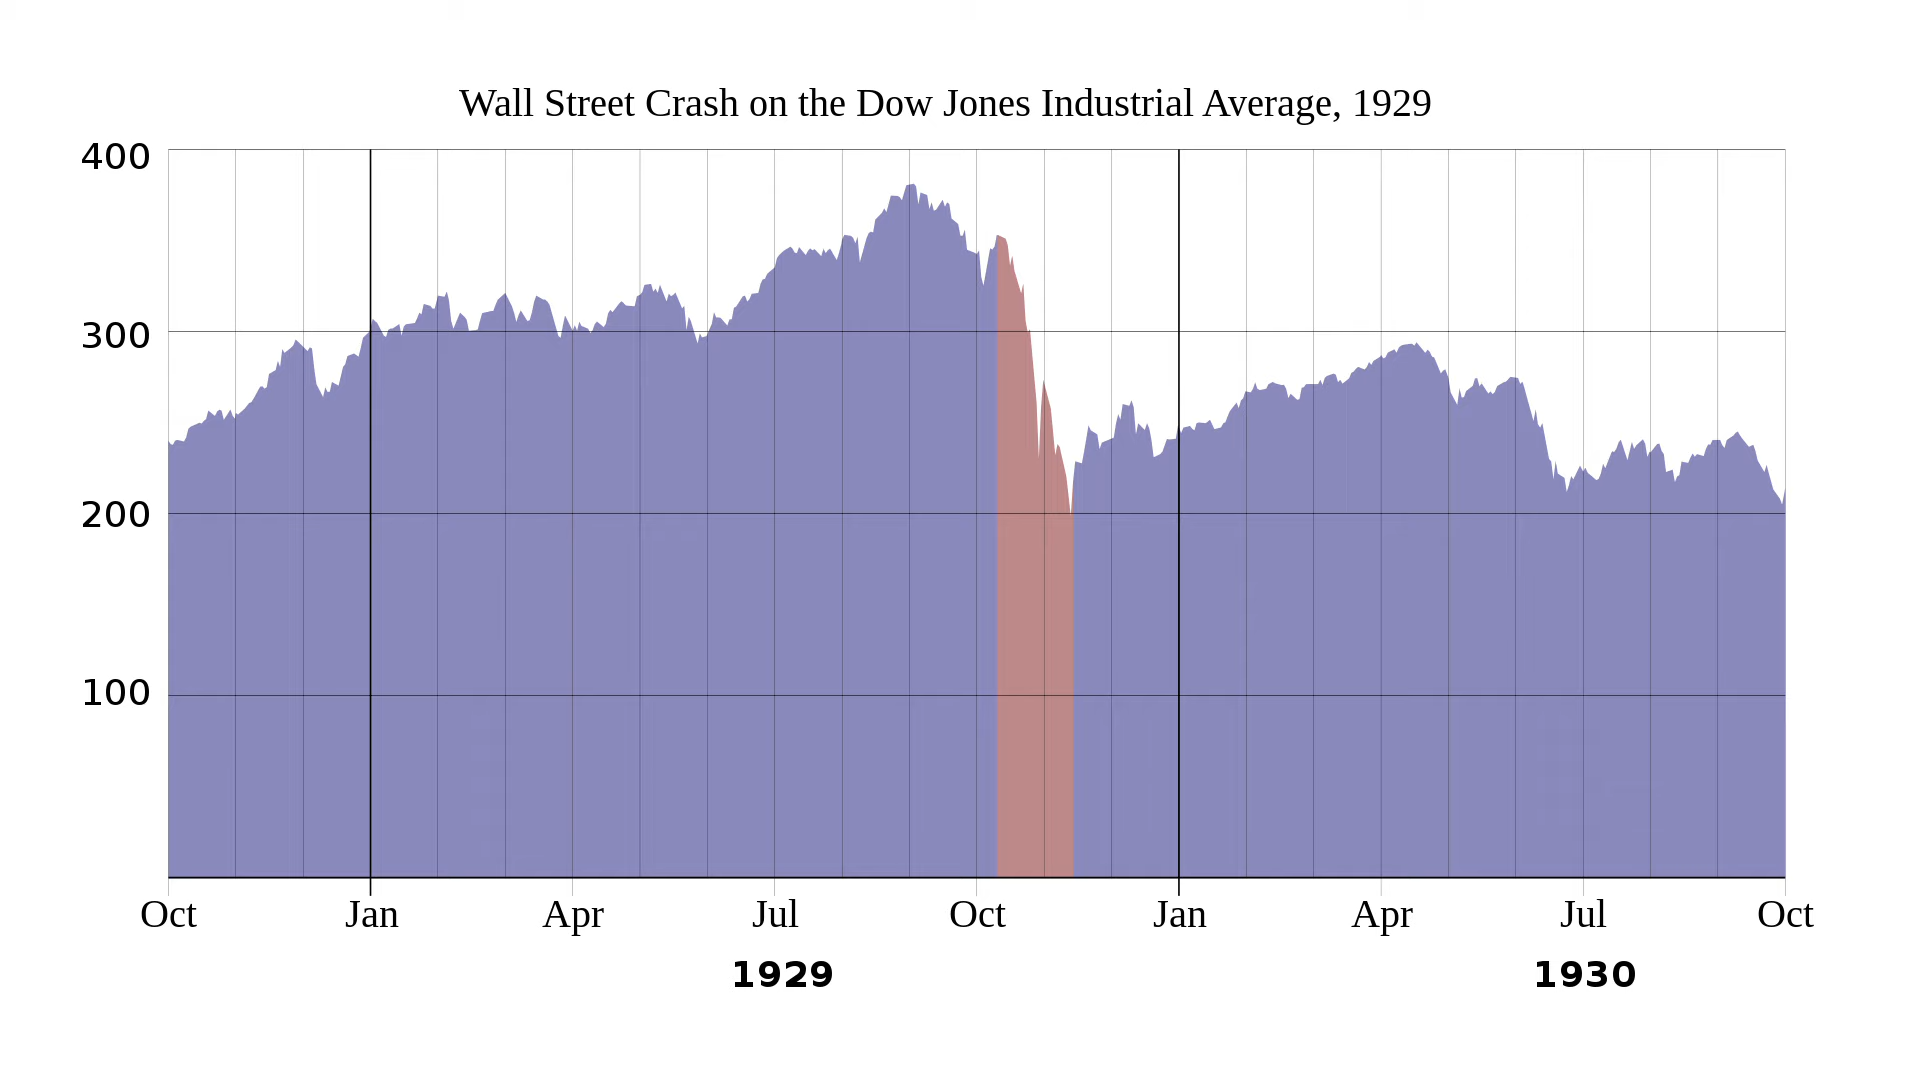 Wall Street Crash on the Dow Jones Industrial Average, 1929
400
300
200
100
Oct Jan Apr Jul Oct Jan Apr Jul Oct
1929 1930